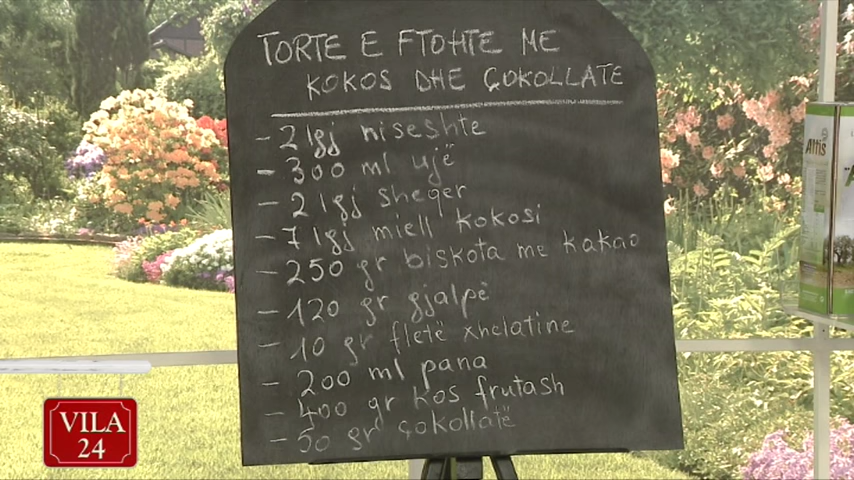 TORTE E FTOHTE ME
KOKOS DHE ÇOKOLLATE
- 2 lgj niseshte
- 300 ml ujë
- 2 lgj sheqer
- 7 lgj miell kokosi
- 250 gr biskota me kakao
- 120 gr gjalpë
- 10 gr fletë xhelatine
- 200 ml pana
- 400 gr kos frutash
- 50 gr çokollatë
Altis
VILA
24